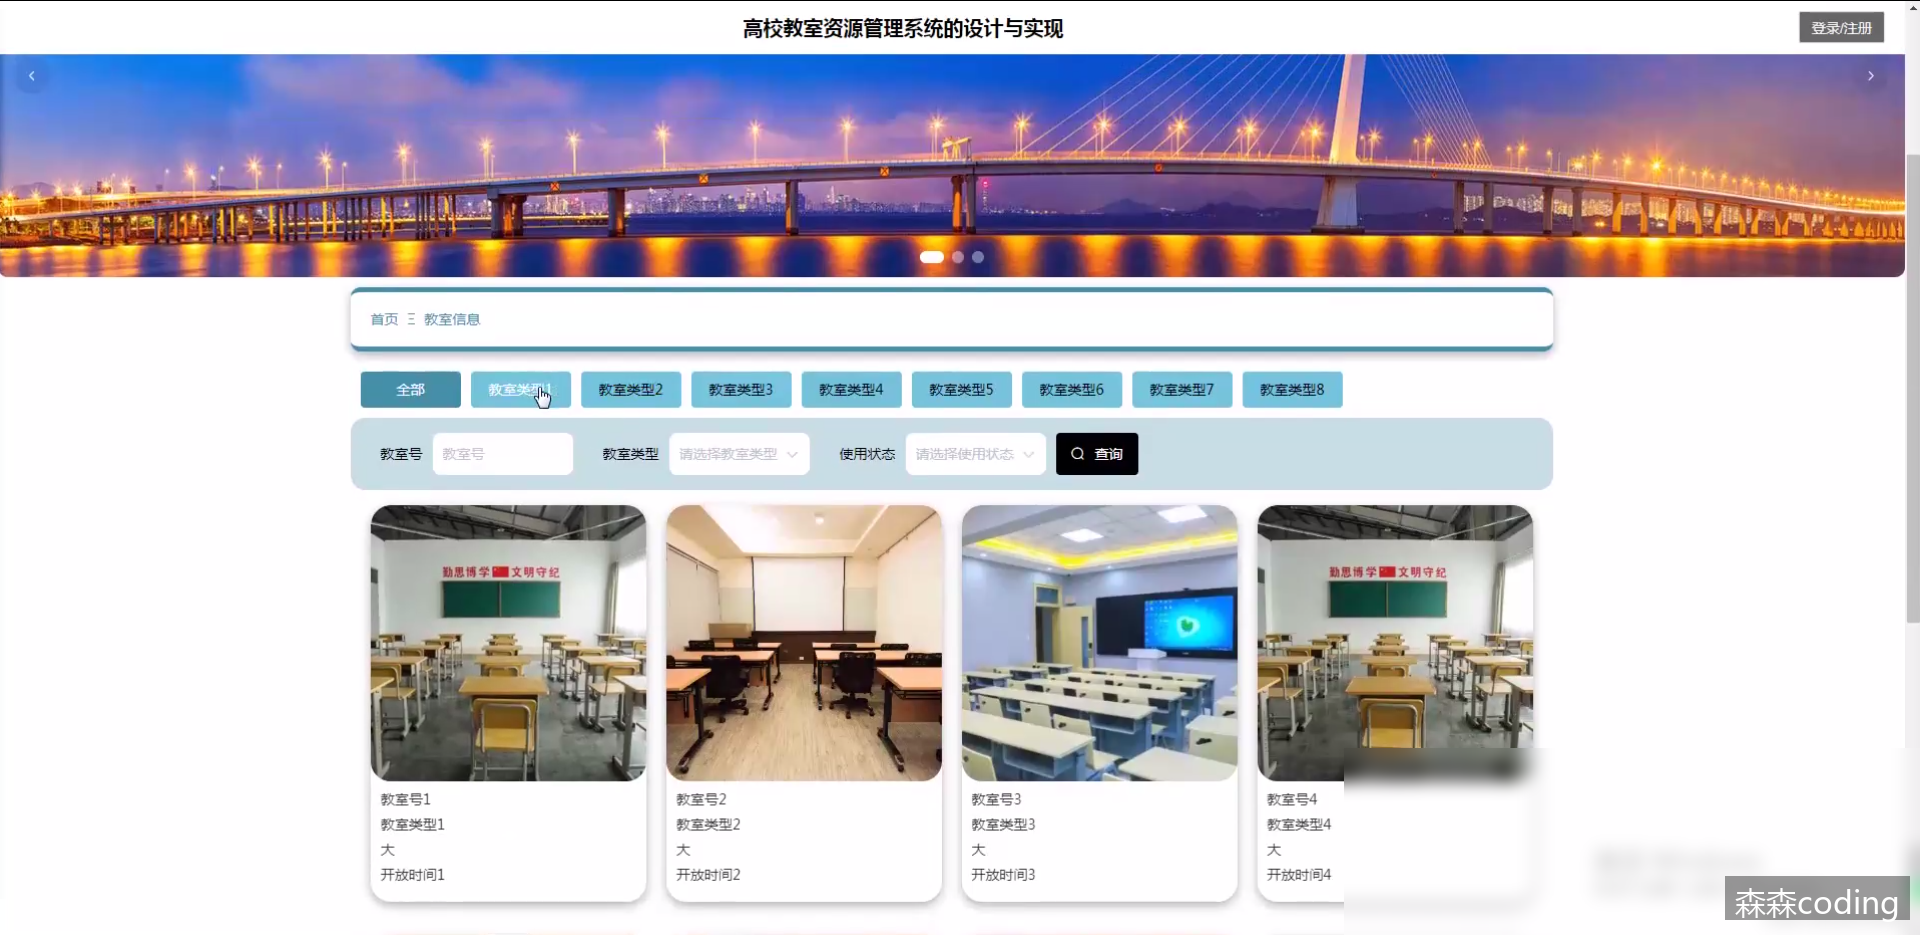 高校教室资源管理系统的设计与实现
登录/注册
首页 教室信息
全部 教室类型1 教室类型2 教室类型3 教室类型4 教室类型5 教室类型6 教室类型7 教室类型8
教室号 教室号 教室类型 请选择教室类型 使用状态 请选择使用状态 查询
勤思博学 文明守纪
勤思博学 文明守纪
教室号1
教室类型1
大
开放时间1
教室号2
教室类型2
大
开放时间2
教室号3
教室类型3
大
开放时间3
教室号4
教室类型4
大
开放时间4
森森coding